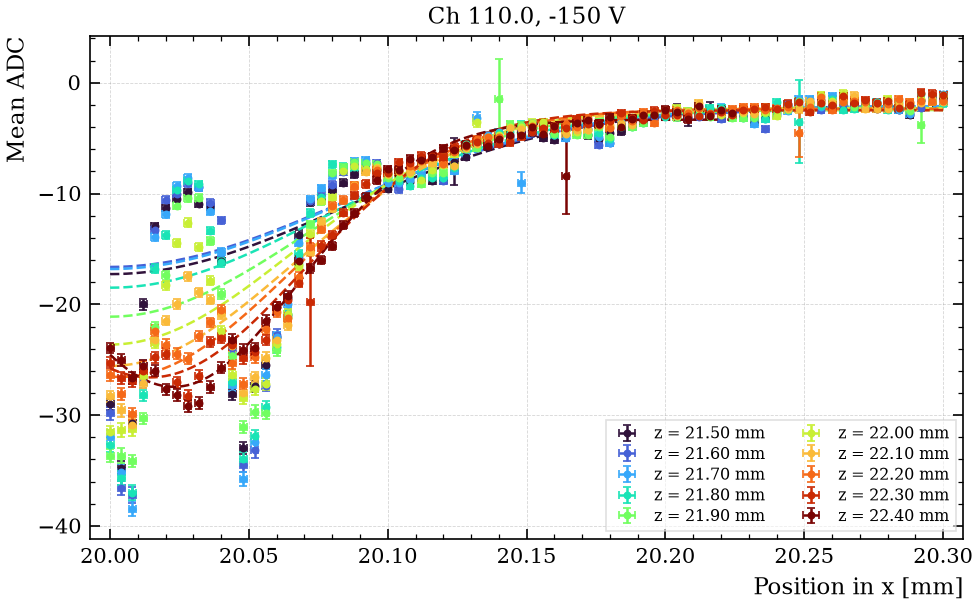 Ch 110.0, -150 V
Mean ADC
0
−10
−20
−30
−40
z = 21.50 mm
z = 21.60 mm
z = 21.70 mm
z = 21.80 mm
z = 21.90 mm
z = 22.00 mm
z = 22.10 mm
z = 22.20 mm
z = 22.30 mm
z = 22.40 mm
20.00 20.05 20.10 20.15 20.20 20.25 20.30
Position in x [mm]